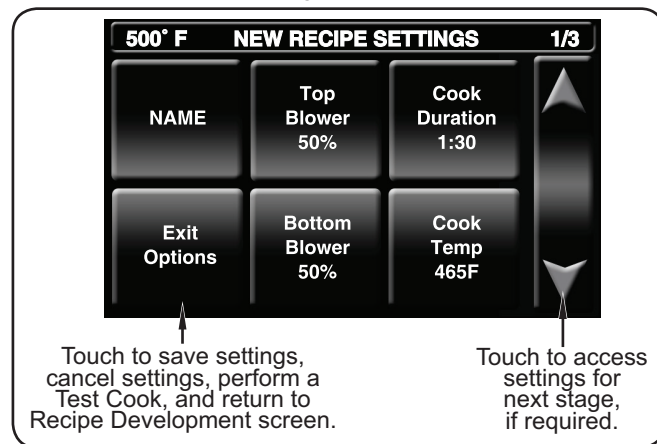 500° F NEW RECIPE SETTINGS 1/3
NAME
Top
Blower
50%
Cook
Duration
1:30
Exit
Options
Bottom
Blower
50%
Cook
Temp
465F
Touch to save settings,
cancel settings, perform a
Test Cook, and return to
Recipe Development screen.
Touch to access
settings for
next stage,
if required.